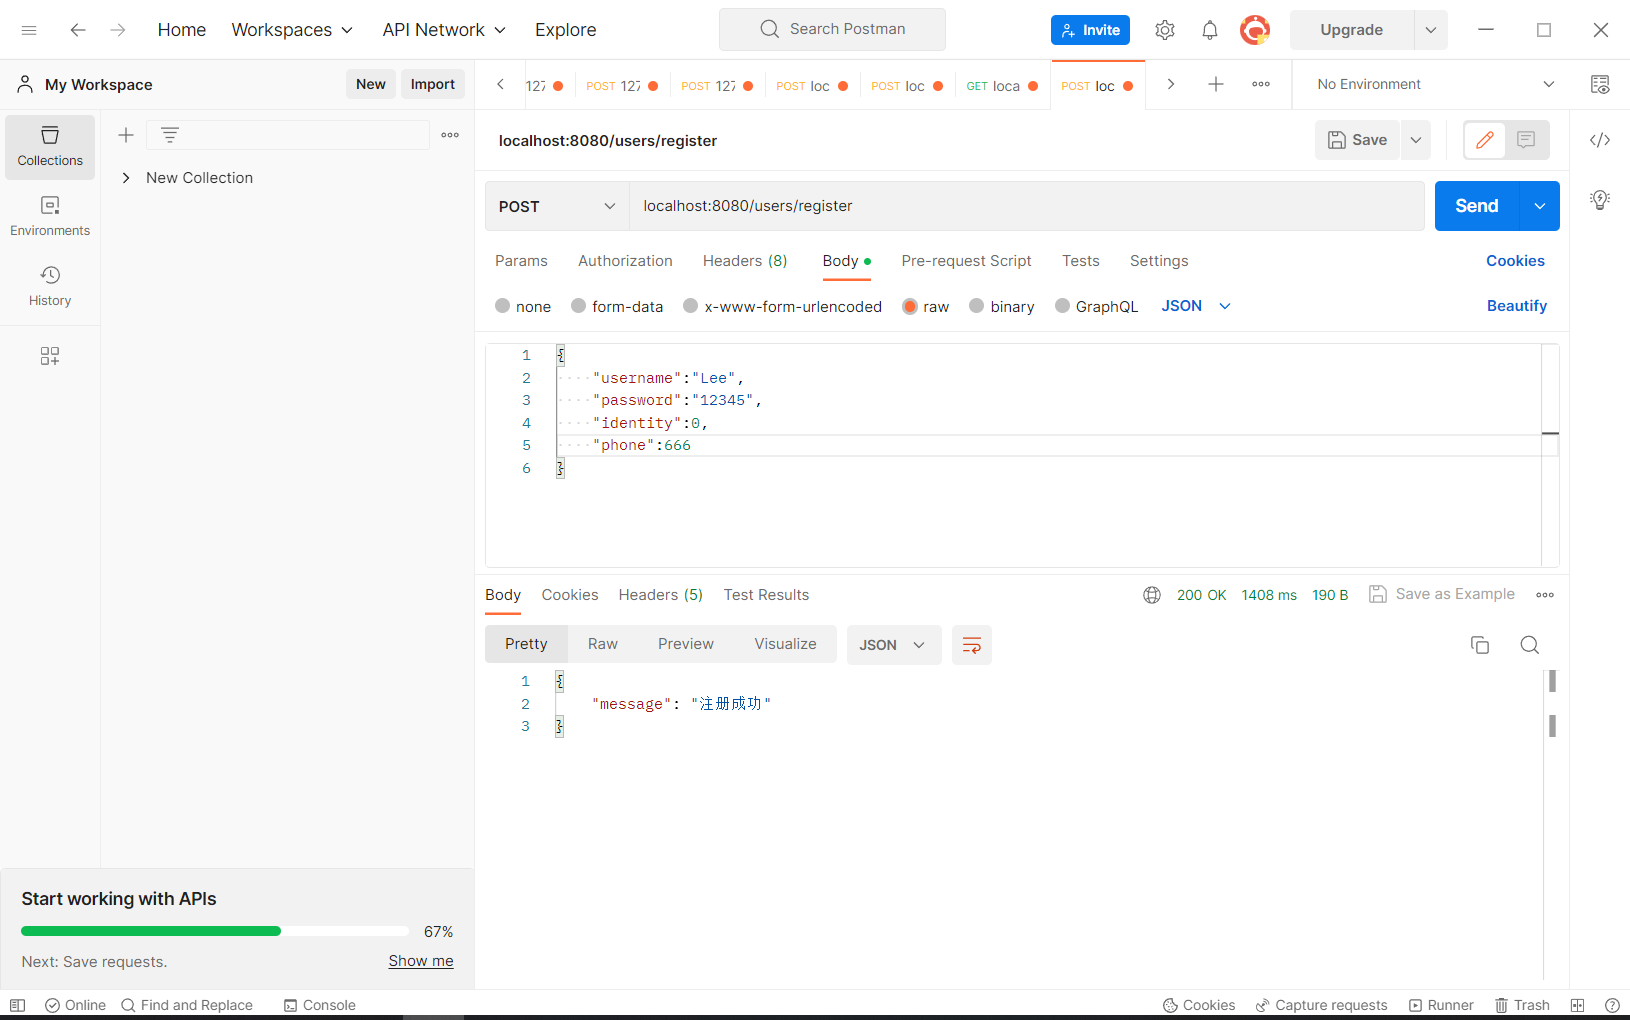 Home Workspaces API Network Explore Search Postman Invite Upgrade
My Workspace New Import 127 POST 127 POST 127 POST loc POST loc GET loca POST loc No Environment
Collections
Environments
History
New Collection
localhost:8080/users/register Save
POST localhost:8080/users/register Send
Params Authorization Headers (8) Body Pre-request Script Tests Settings Cookies
none form-data x-www-form-urlencoded raw binary GraphQL JSON Beautify
1 {
2 "username":"Lee",
3 "password":"12345",
4 "identity":0,
5 "phone":666
6 }
Body Cookies Headers (5) Test Results 200 OK 1408 ms 190 B Save as Example
Pretty Raw Preview Visualize JSON
1 {
2 "message": "注册成功"
3 }
Start working with APIs
67%
Next: Save requests. Show me
Online Find and Replace Console Cookies Capture requests Runner Trash